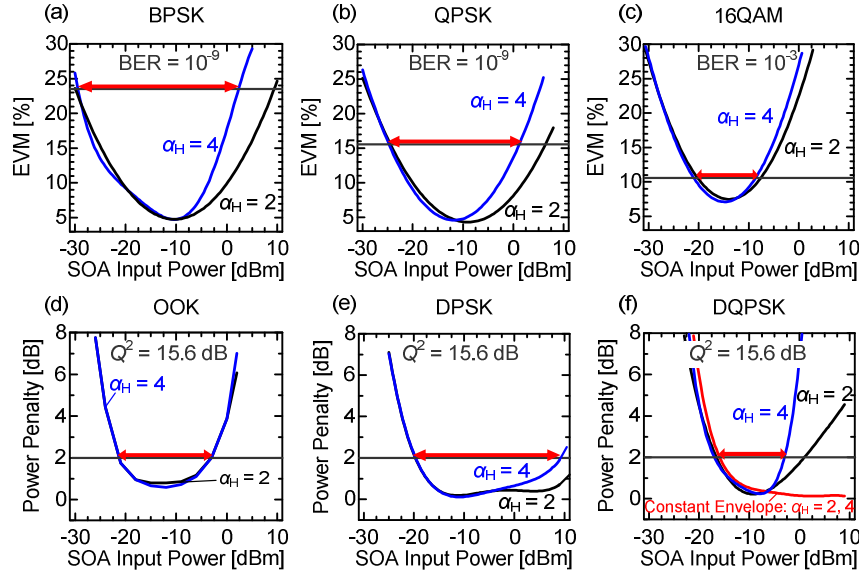 (a) BPSK
30
25
20
15
10
5
EVM [%]
BER = 10⁻⁹
αH = 4
αH = 2
-30 -20 -10 0 10
SOA Input Power [dBm]
(b) QPSK
30
25
20
15
10
5
EVM [%]
BER = 10⁻⁹
αH = 4
αH = 2
-30 -20 -10 0 10
SOA Input Power [dBm]
(c) 16QAM
30
25
20
15
10
5
EVM [%]
BER = 10⁻³
αH = 4
αH = 2
-30 -20 -10 0 10
SOA Input Power [dBm]
(d) OOK
8
6
4
2
0
Power Penalty [dB]
Q² = 15.6 dB
αH = 4
αH = 2
-30 -20 -10 0 10
SOA Input Power [dBm]
(e) DPSK
8
6
4
2
0
Power Penalty [dB]
Q² = 15.6 dB
αH = 4
αH = 2
-30 -20 -10 0 10
SOA Input Power [dBm]
(f) DQPSK
8
6
4
2
0
Power Penalty [dB]
Q² = 15.6 dB
αH = 2
αH = 4
Constant Envelope: αH = 2, 4
-30 -20 -10 0 10
SOA Input Power [dBm]